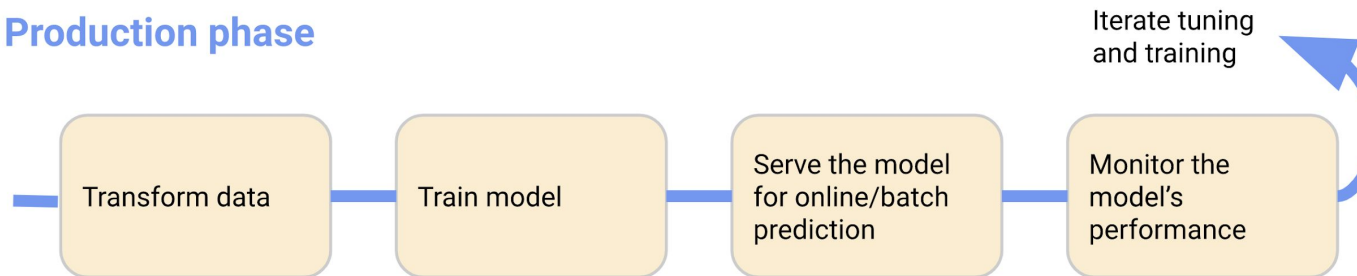 Production phase
Iterate tuning
and training
Transform data
Train model
Serve the model
for online/batch
prediction
Monitor the
model's
performance